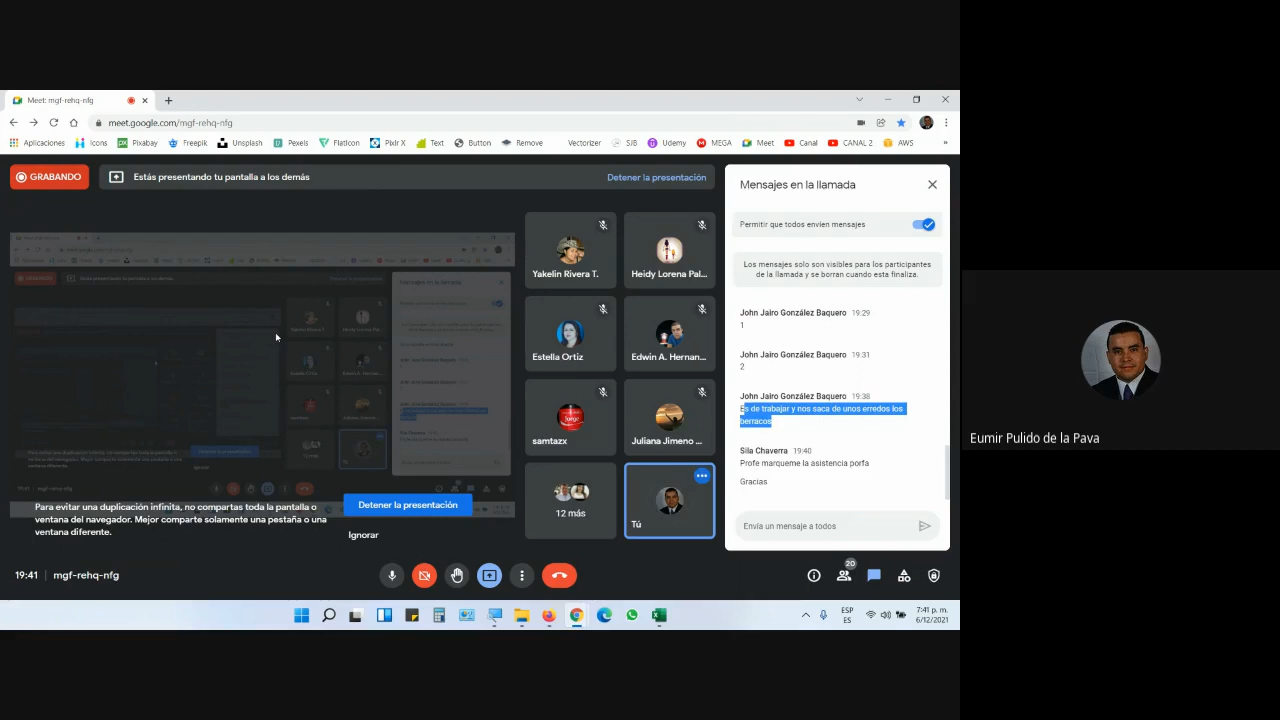 Meet: mgf-rehq-nfg
meet.google.com/mgf-rehq-nfg
Aplicaciones Icons Pixabay Freepik Unsplash Pexels Flaticon Pixlr X Text Button Remove Vectorizer SIB Udemy MEGA Meet Canal CANAL 2 AWS »
GRABANDO
Estás presentando tu pantalla a los demás
Detener la presentación
Yakelin Rivera T.
Heidy Lorena Pal...
Estella Ortiz
Edwin A. Hernan...
Jorge
samtazx
Juliana Jimeno ...
12 más
Tú
Para evitar una duplicación infinita, no compartas toda la pantalla o
ventana del navegador. Mejor comparte solamente una pestaña o una
ventana diferente.
Detener la presentación
Ignorar
Mensajes en la llamada
Permitir que todos envíen mensajes
Los mensajes solo son visibles para los participantes
de la llamada y se borran cuando esta finaliza.
John Jairo González Baquero 19:29
1
John Jairo González Baquero 19:31
2
John Jairo González Baquero 19:38
Es de trabajar y nos saca de unos erredos los
berracos
Sila Chaverra 19:40
Profe marqueme la asistencia porfa
Gracias
Envía un mensaje a todos
19:41 | mgf-rehq-nfg
20
ESP
ES
7:41 p. m.
6/12/2021
Eumir Pulido de la Pava